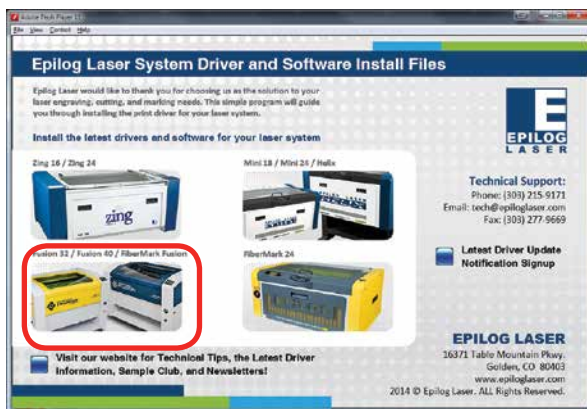 Adobe Flash Player 11
File View Control Help
Epilog Laser System Driver and Software Install Files
Epilog Laser would like to thank you for choosing us as the solution to your
laser engraving, cutting, and marking needs. This simple program will guide
you through installing the print driver for your laser system.
Install the latest drivers and software for your laser system
Zing 16 / Zing 24
Mini 18 / Mini 24 / Helix
zing
EPILOG
LASER
Technical Support:
Phone: (303) 215-9171
Email: tech@epiloglaser.com
Fax: (303) 277-9669
Fusion 32 / Fusion 40 / FiberMark Fusion
FiberMark 24
Latest Driver Update
Notification Signup
Visit our website for Technical Tips, the Latest Driver
Information, Sample Club, and Newsletters!
EPILOG LASER
16371 Table Mountain Pkwy.
Golden, CO 80403
www.epiloglaser.com
2014 © Epilog Laser. ALL Rights Reserved.